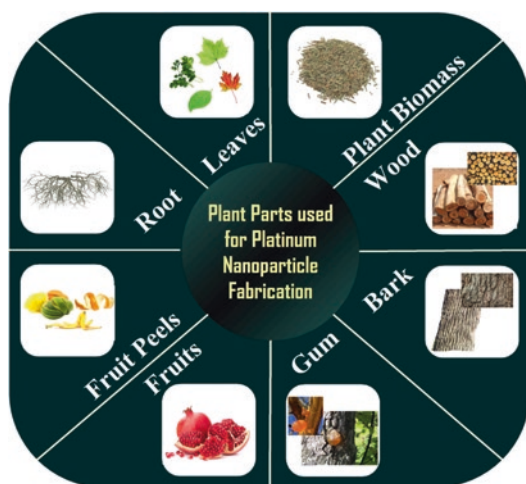 Plant Parts used
for Platinum
Nanoparticle
Fabrication
Leaves
Plant Biomass
Wood
Bark
Gum
Fruits
Fruit Peels
Root